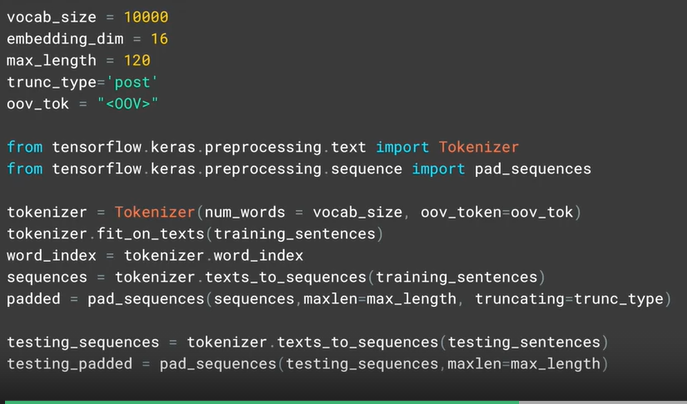 vocab_size = 10000
embedding_dim = 16
max_length = 120
trunc_type='post'
oov_tok = "<OOV>"
from tensorflow.keras.preprocessing.text import Tokenizer
from tensorflow.keras.preprocessing.sequence import pad_sequences
tokenizer = Tokenizer(num_words = vocab_size, oov_token=oov_tok)
tokenizer.fit_on_texts(training_sentences)
word_index = tokenizer.word_index
sequences = tokenizer.texts_to_sequences(training_sentences)
padded = pad_sequences(sequences,maxlen=max_length, truncating=trunc_type)
testing_sequences = tokenizer.texts_to_sequences(testing_sentences)
testing_padded = pad_sequences(testing_sequences,maxlen=max_length)